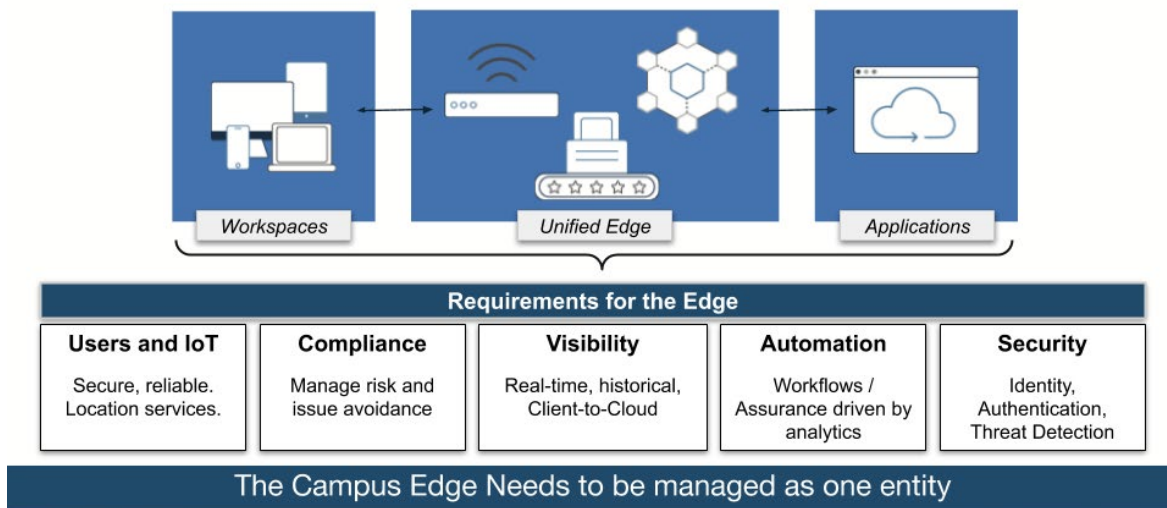 Workspaces
Unified Edge
Applications
Requirements for the Edge
Users and IoT
Secure, reliable.
Location services.
Compliance
Manage risk and
issue avoidance
Visibility
Real-time, historical,
Client-to-Cloud
Automation
Workflows /
Assurance driven by
analytics
Security
Identity,
Authentication,
Threat Detection
The Campus Edge Needs to be managed as one entity